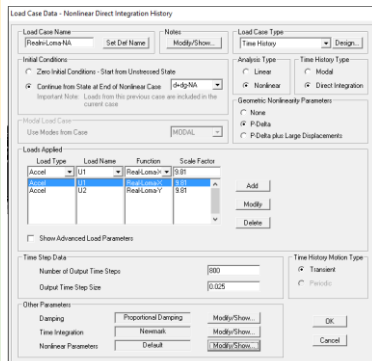 Load Case Data - Nonlinear Direct Integration History
Load Case Name
Set Def Name
Notes
Modify/Show...
Load Case Type
Time History
Design...
Initial Conditions
Zero Initial Conditions - Start from Unstressed State
Continue from State at End of Nonlinear Case
Important Note: Loads from this previous case are included in the
current case
Analysis Type
Linear
Nonlinear
Time History Type
Modal
Direct Integration
Geometric Nonlinearity Parameters
None
P-Delta
P-Delta plus Large Displacements
Modal Load Case
Use Modes from Case
MODAL
Loads Applied
Load Type Load Name Function Scale Factor
Accel U1 Real-Loma-X 9.81
Accel U1 Real-Loma-X 9.81
Accel U2 Real-Loma-Y 9.81
Add
Modify
Delete
Show Advanced Load Parameters
Time Step Data
Number of Output Time Steps 800
Output Time Step Size 0.025
Time History Motion Type
Transient
Periodic
Other Parameters
Damping Proportional Damping Modify/Show...
Time Integration Newmark Modify/Show...
Nonlinear Parameters Default Modify/Show...
OK
Cancel